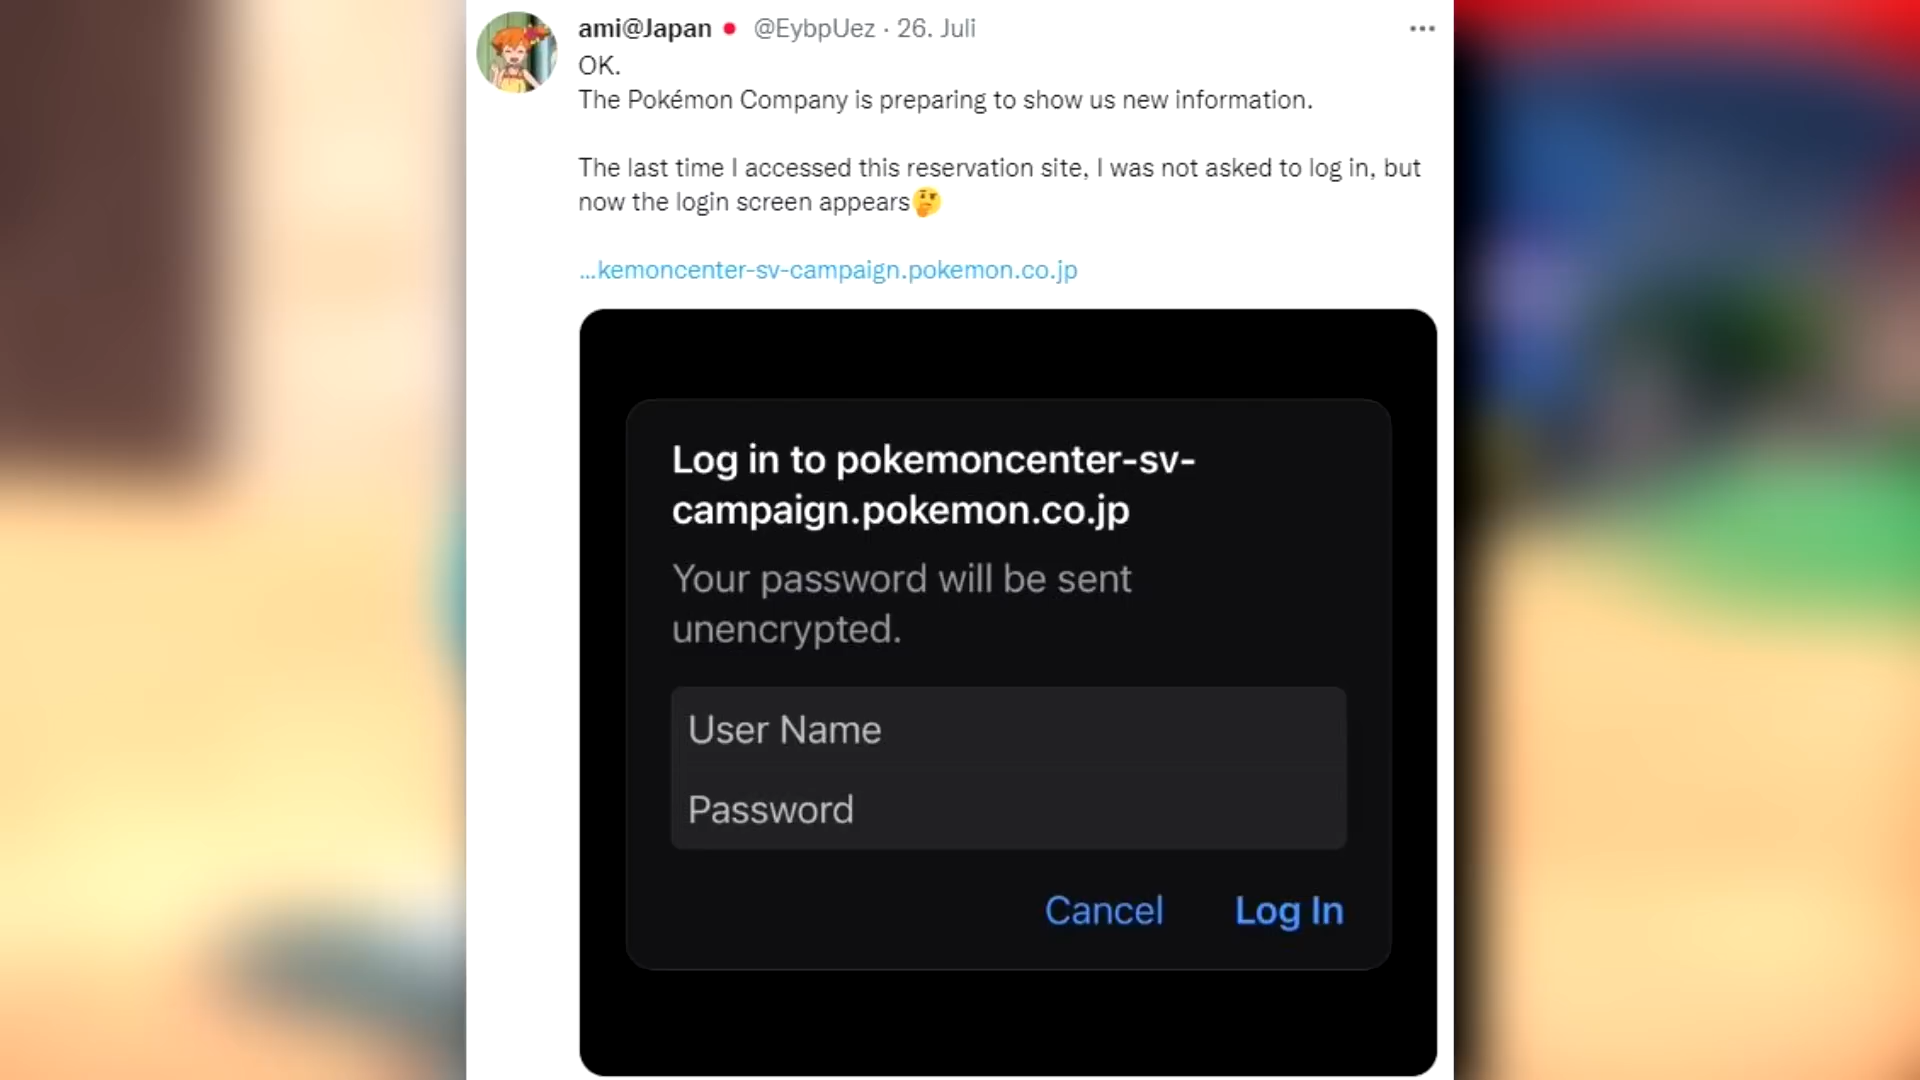 ami@Japan @EybpUez · 26. Juli
OK.
The Pokémon Company is preparing to show us new information.
The last time I accessed this reservation site, I was not asked to log in, but
now the login screen appears🤔
...kemoncenter-sv-campaign.pokemon.co.jp
Log in to pokemoncenter-sv-
campaign.pokemon.co.jp
Your password will be sent
unencrypted.
User Name
Password
Cancel Log In